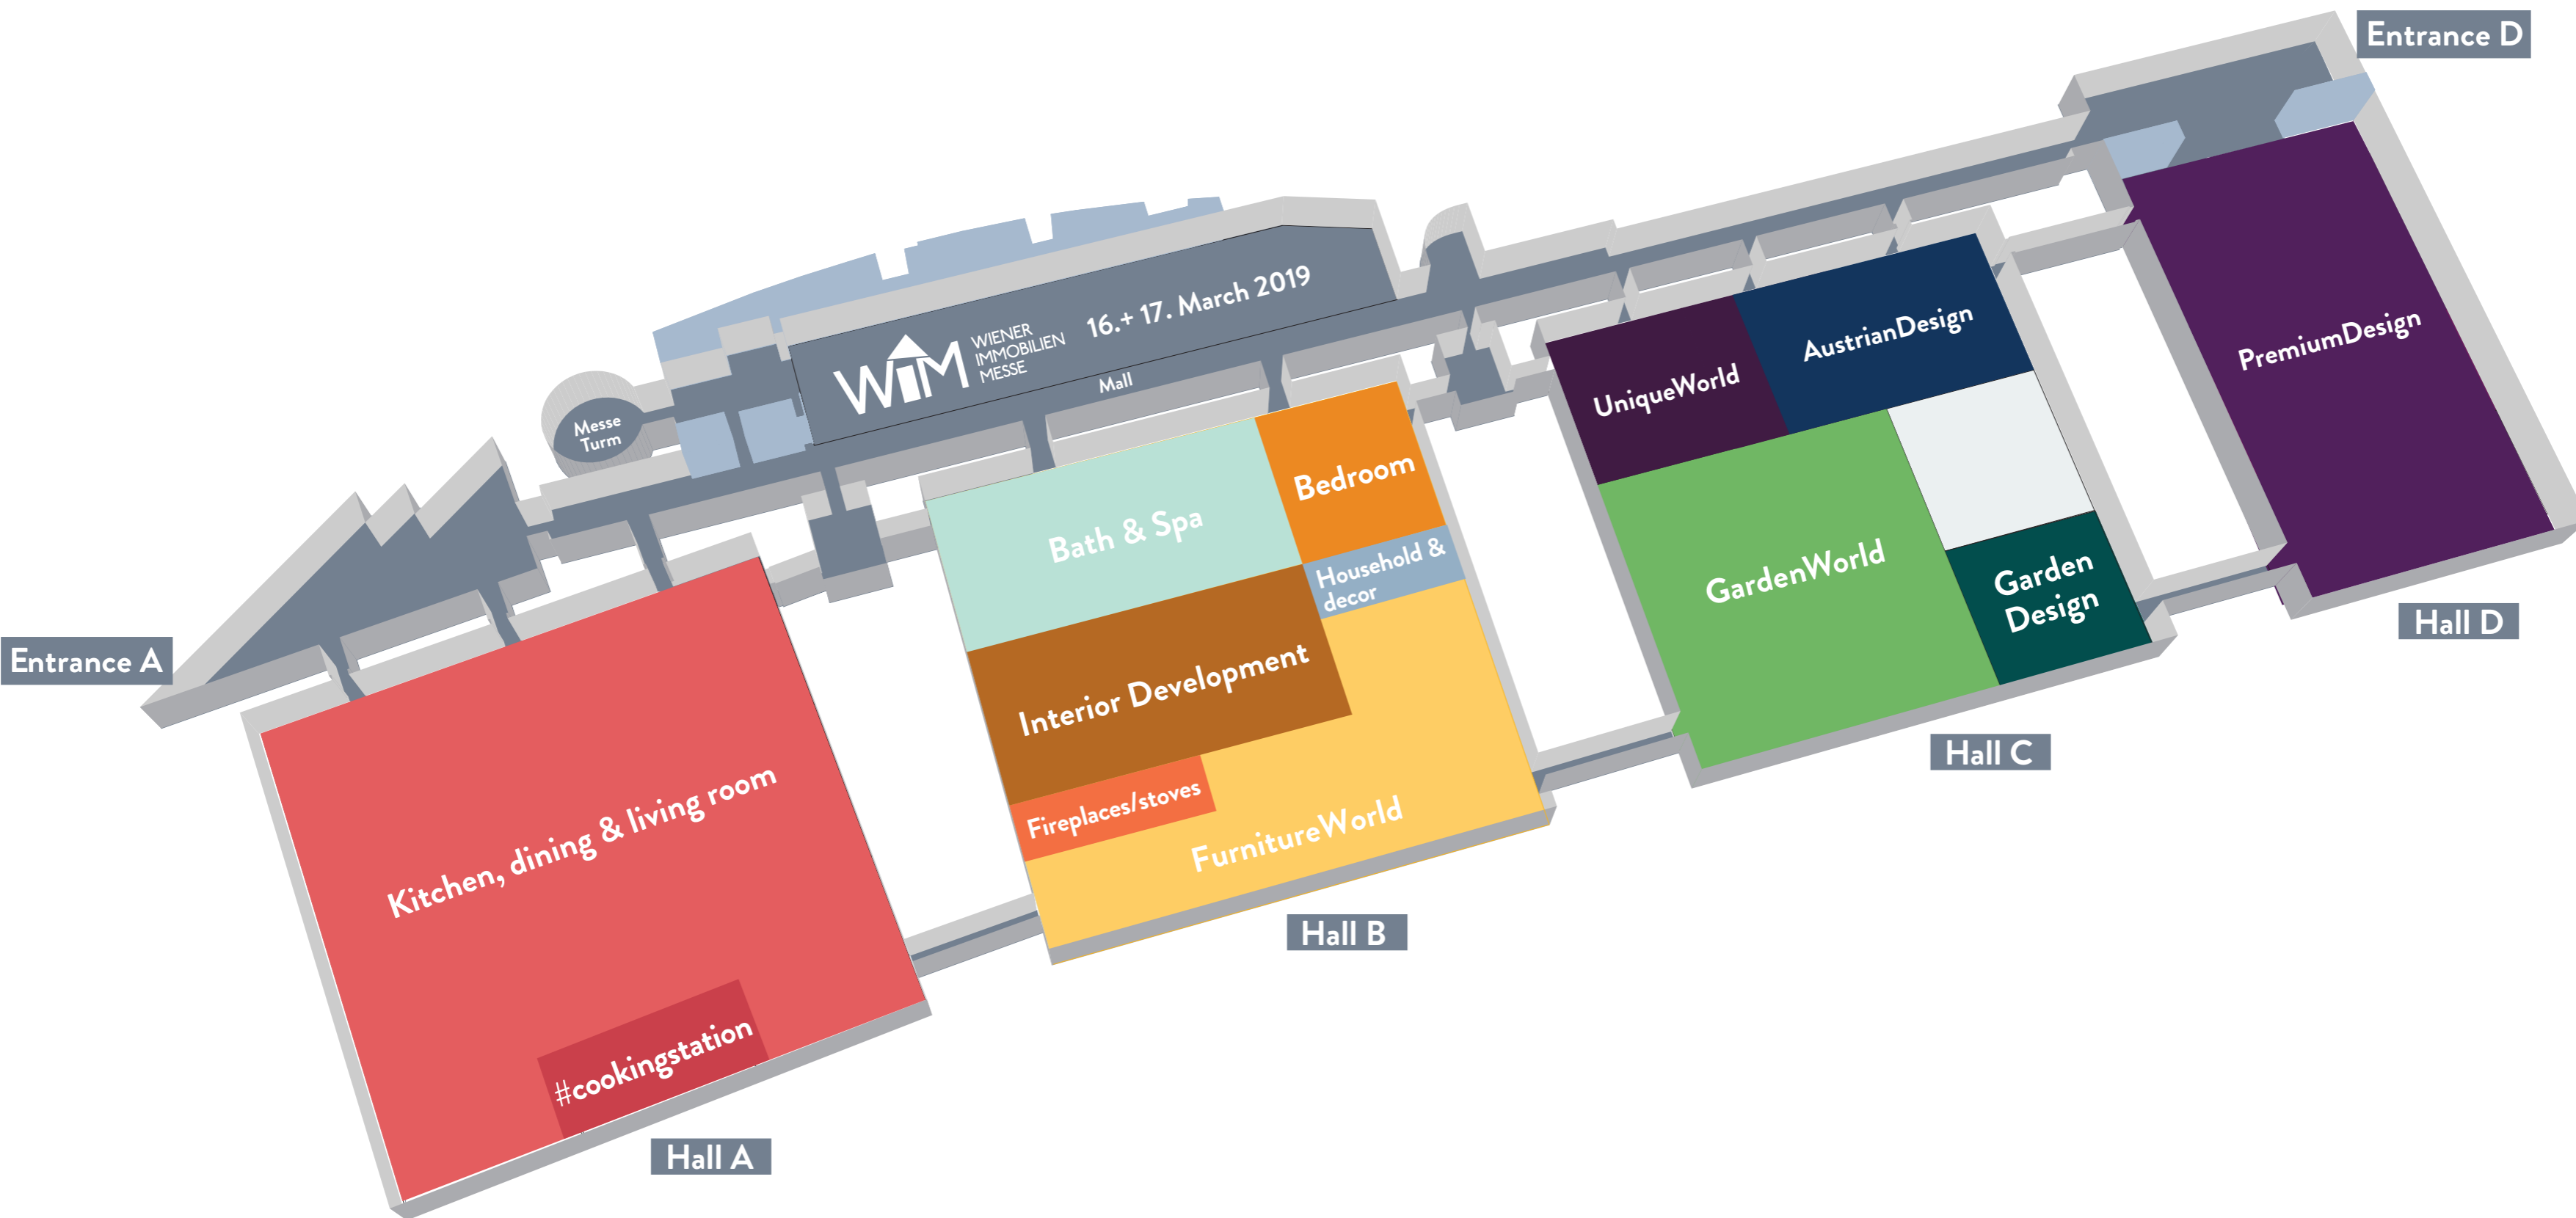 Entrance D
WIM
WIENER
IMMOBILIEN
MESSE
16.+ 17. March 2019
Mall
Messe
Turm
Entrance A
UniqueWorld
AustrianDesign
PremiumDesign
Bath & Spa
Bedroom
Household &
decor
Interior Development
Fireplaces/stoves
FurnitureWorld
GardenWorld
Garden
Design
Hall D
Hall C
Kitchen, dining & living room
#cookingstation
Hall B
Hall A